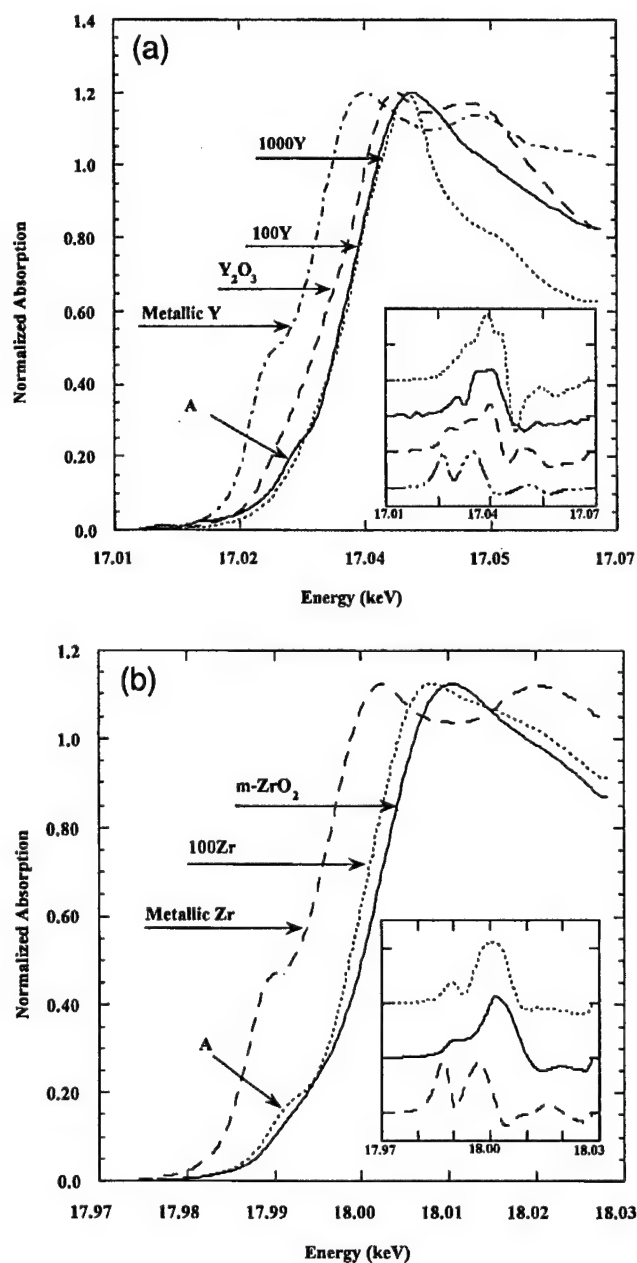 (a)
1.4
1.2
1.0
0.80
0.60
0.40
0.20
0.0
Normalized Absorption
1000Y
100Y
Y₂O₃
Metallic Y
A
17.01
17.04
17.07
17.01
17.02
17.04
17.05
17.07
Energy (keV)
(b)
1.2
1.0
0.80
0.60
0.40
0.20
0.0
Normalized Absorption
m-ZrO₂
100Zr
Metallic Zr
A
17.97
18.00
18.03
17.97
17.98
17.99
18.00
18.01
18.02
18.03
Energy (keV)